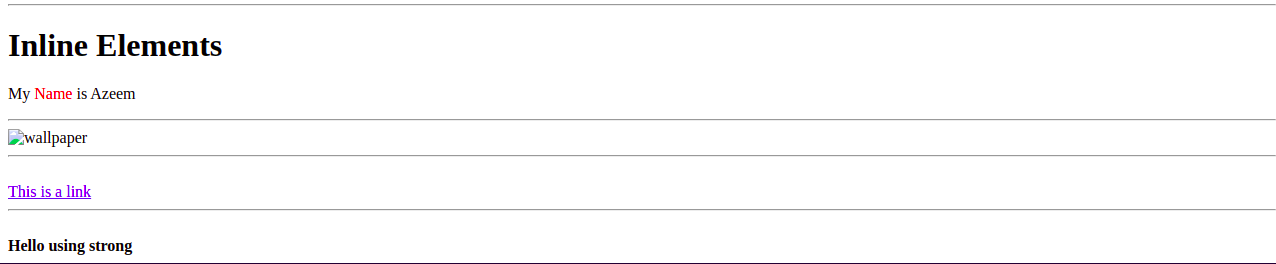 Inline Elements
My Name is Azeem
wallpaper
This is a link
Hello using strong